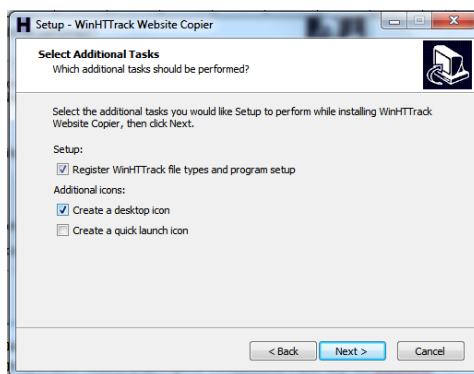 H Setup - WinHTTrack Website Copier
Select Additional Tasks
Which additional tasks should be performed?
Select the additional tasks you would like Setup to perform while installing WinHTTrack
Website Copier, then click Next.
Setup:
Register WinHTTrack file types and program setup
Additional icons:
Create a desktop icon
Create a quick launch icon
< Back Next > Cancel